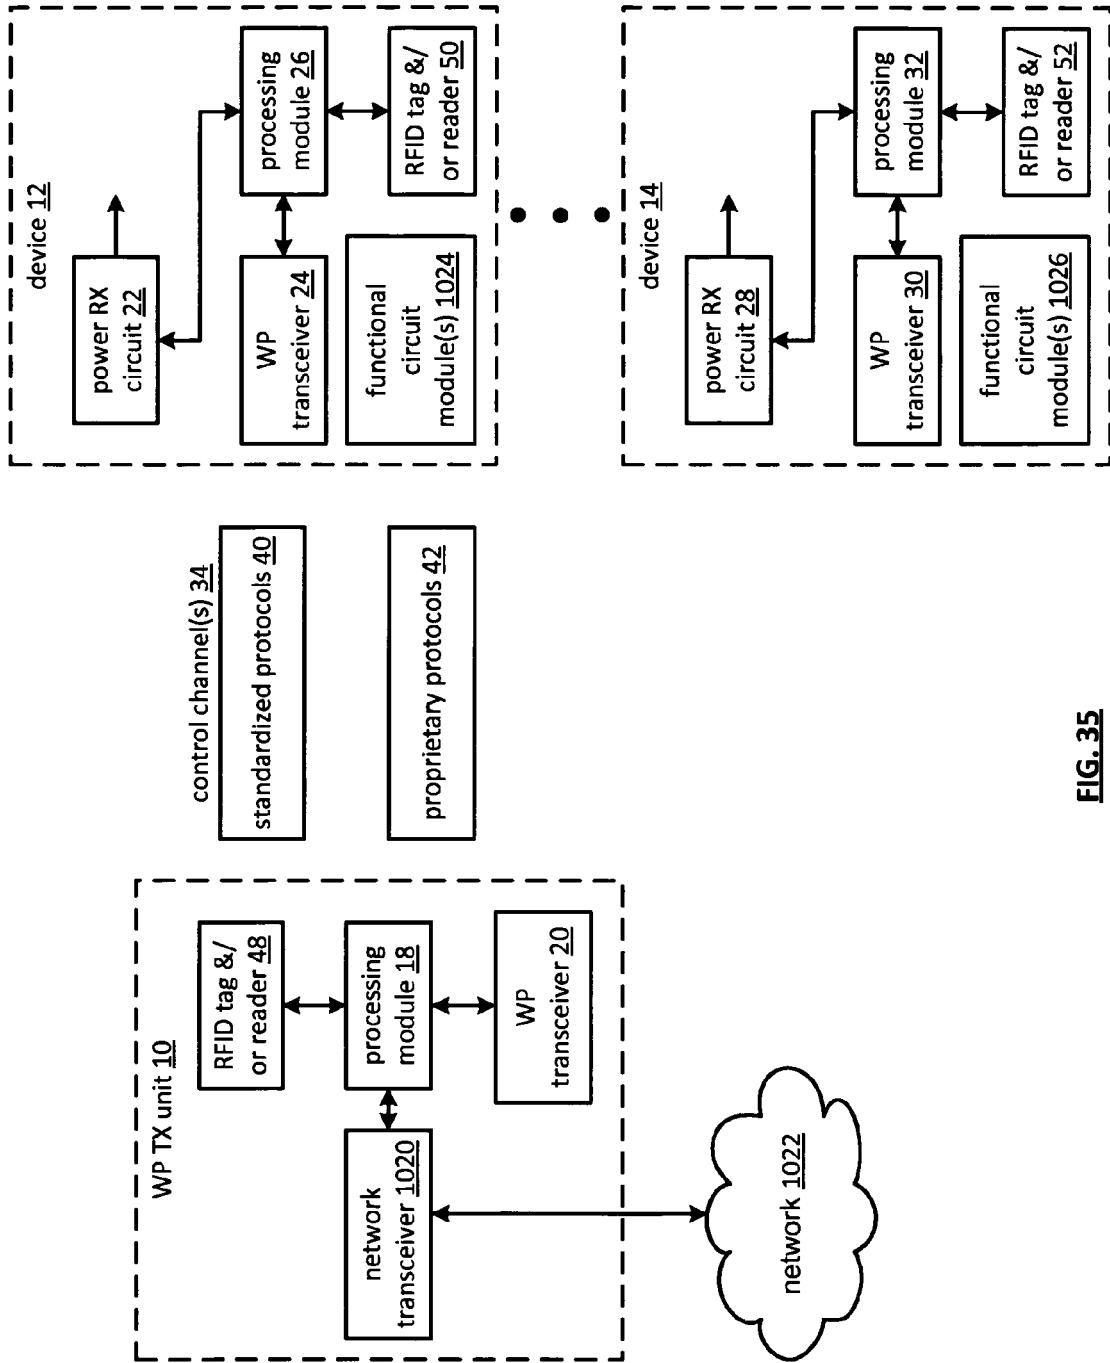 WP TX unit 10
RFID tag &/
or reader 48
network
transceiver 1020
processing
module 18
WP
transceiver 20
network 1022
control channel(s) 34
standardized protocols 40
proprietary protocols 42
device 12
power RX
circuit 22
WP
transceiver 24
processing
module 26
functional
circuit
module(s) 1024
RFID tag &/
or reader 50
device 14
power RX
circuit 28
WP
transceiver 30
processing
module 32
functional
circuit
module(s) 1026
RFID tag &/
or reader 52
FIG. 35